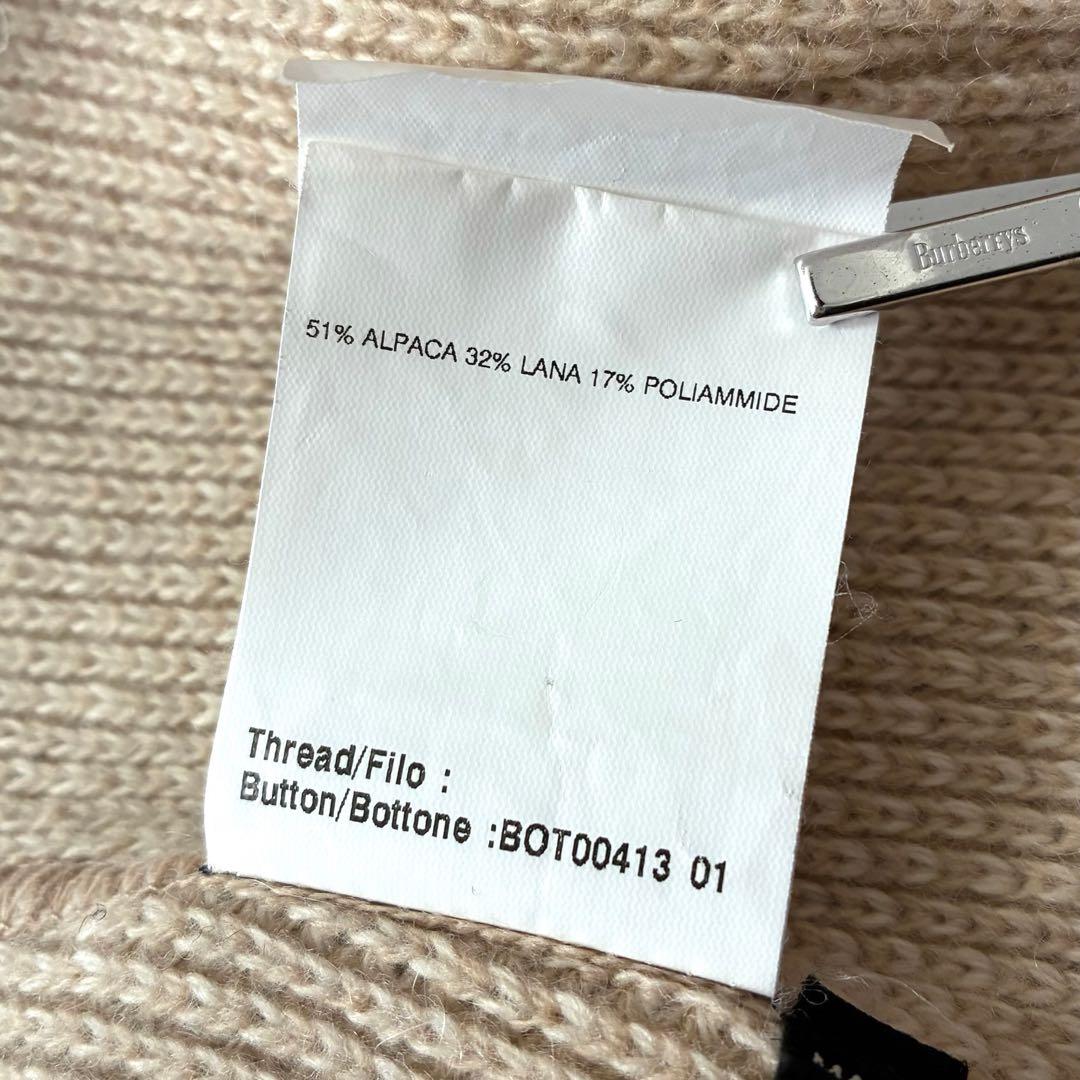 Burberrys
51% ALPACA 32% LANA 17% POLIAMMIDE
Thread/Filo :
Button/Bottone :BOT00413 01